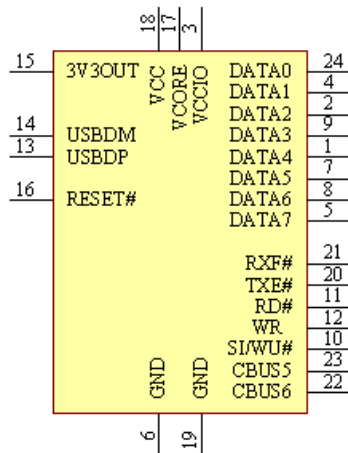 18 17 3
15 3V3OUT VCC VCORE VCCIO DATA0 24
DATA1 4
DATA2 2
14 USBDM DATA3 9
13 USBDP DATA4 1
DATA5 7
16 RESET# DATA6 8
DATA7 5
RXF# 21
TXE# 20
RD# 11
WR 12
SI/WU# 10
CBUS5 23
CBUS6 22
GND GND
6 19